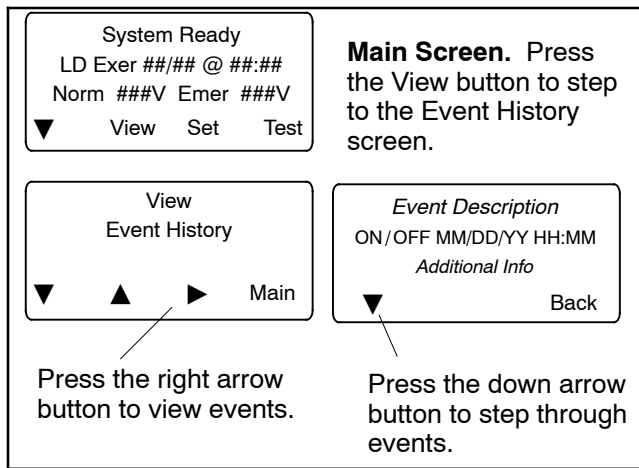 System Ready
LD Exer ##/## @ ##:##
Norm ###V Emer ###V
▼ View Set Test
Main Screen. Press
the View button to step
to the Event History
screen.
View
Event History
▼ ▲ ► Main
Press the right arrow
button to view events.
Event Description
ON/OFF MM/DD/YY HH:MM
Additional Info
▼ Back
Press the down arrow
button to step through
events.